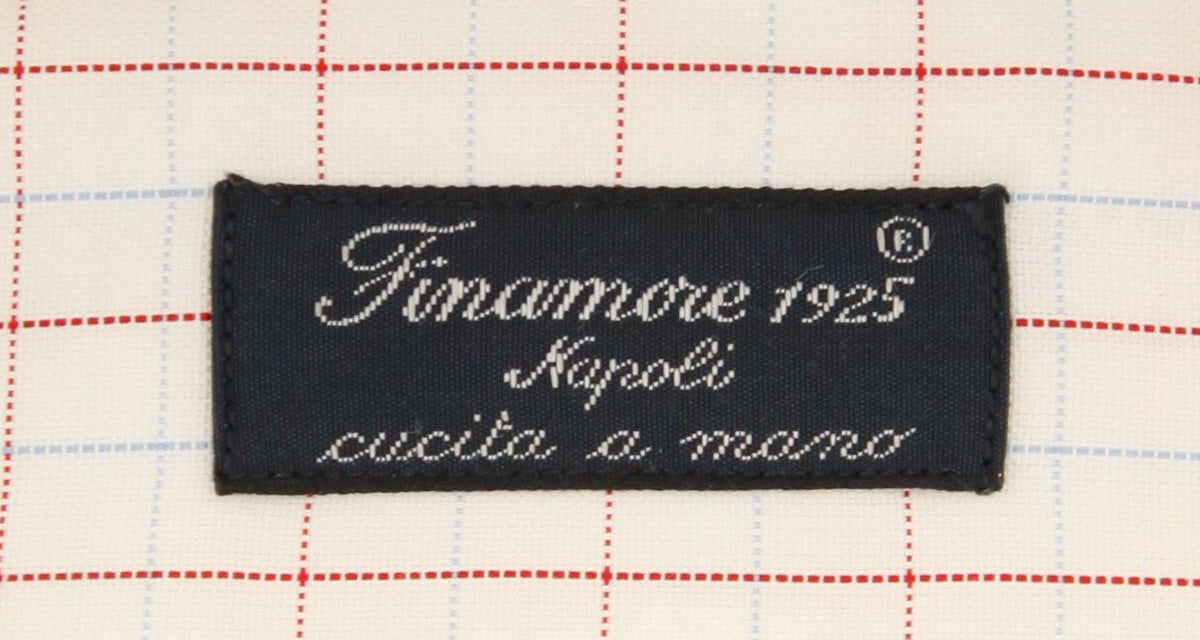 Finamore 1925 ®
Napoli
cucita a mano